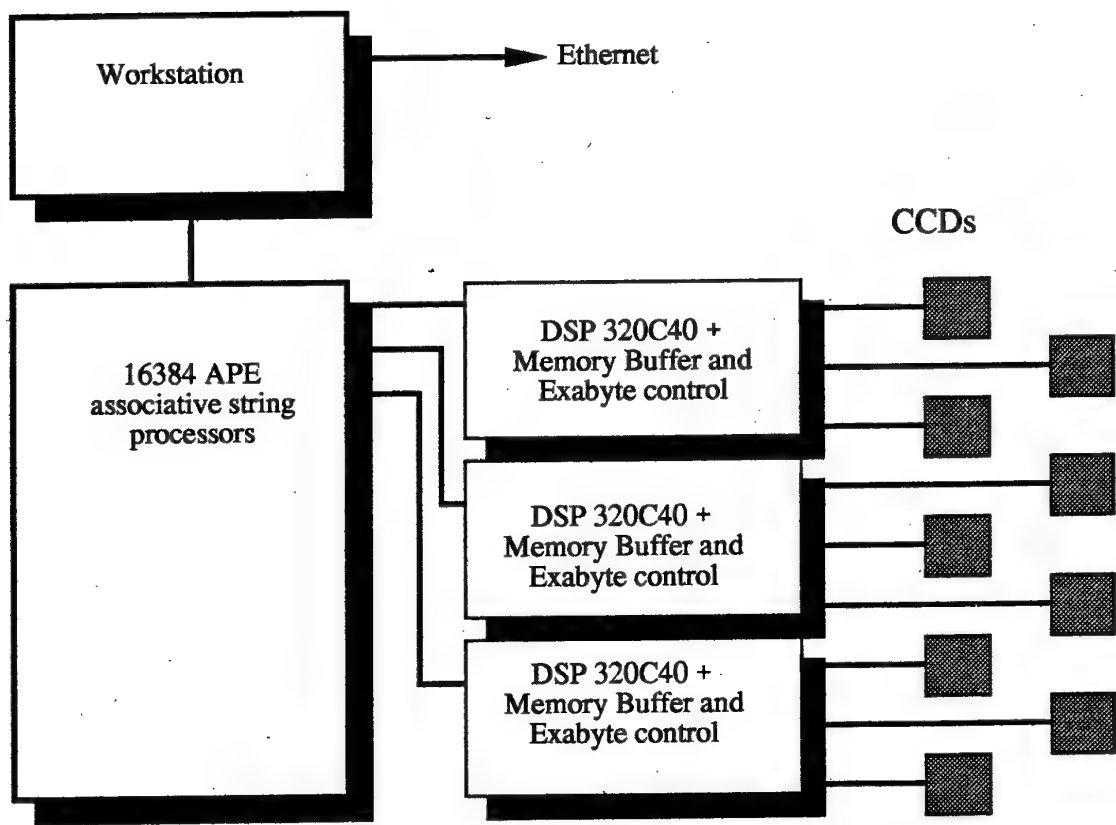 Workstation
Ethernet
CCDs
16384 APE
associative string
processors
DSP 320C40 +
Memory Buffer and
Exabyte control
DSP 320C40 +
Memory Buffer and
Exabyte control
DSP 320C40 +
Memory Buffer and
Exabyte control